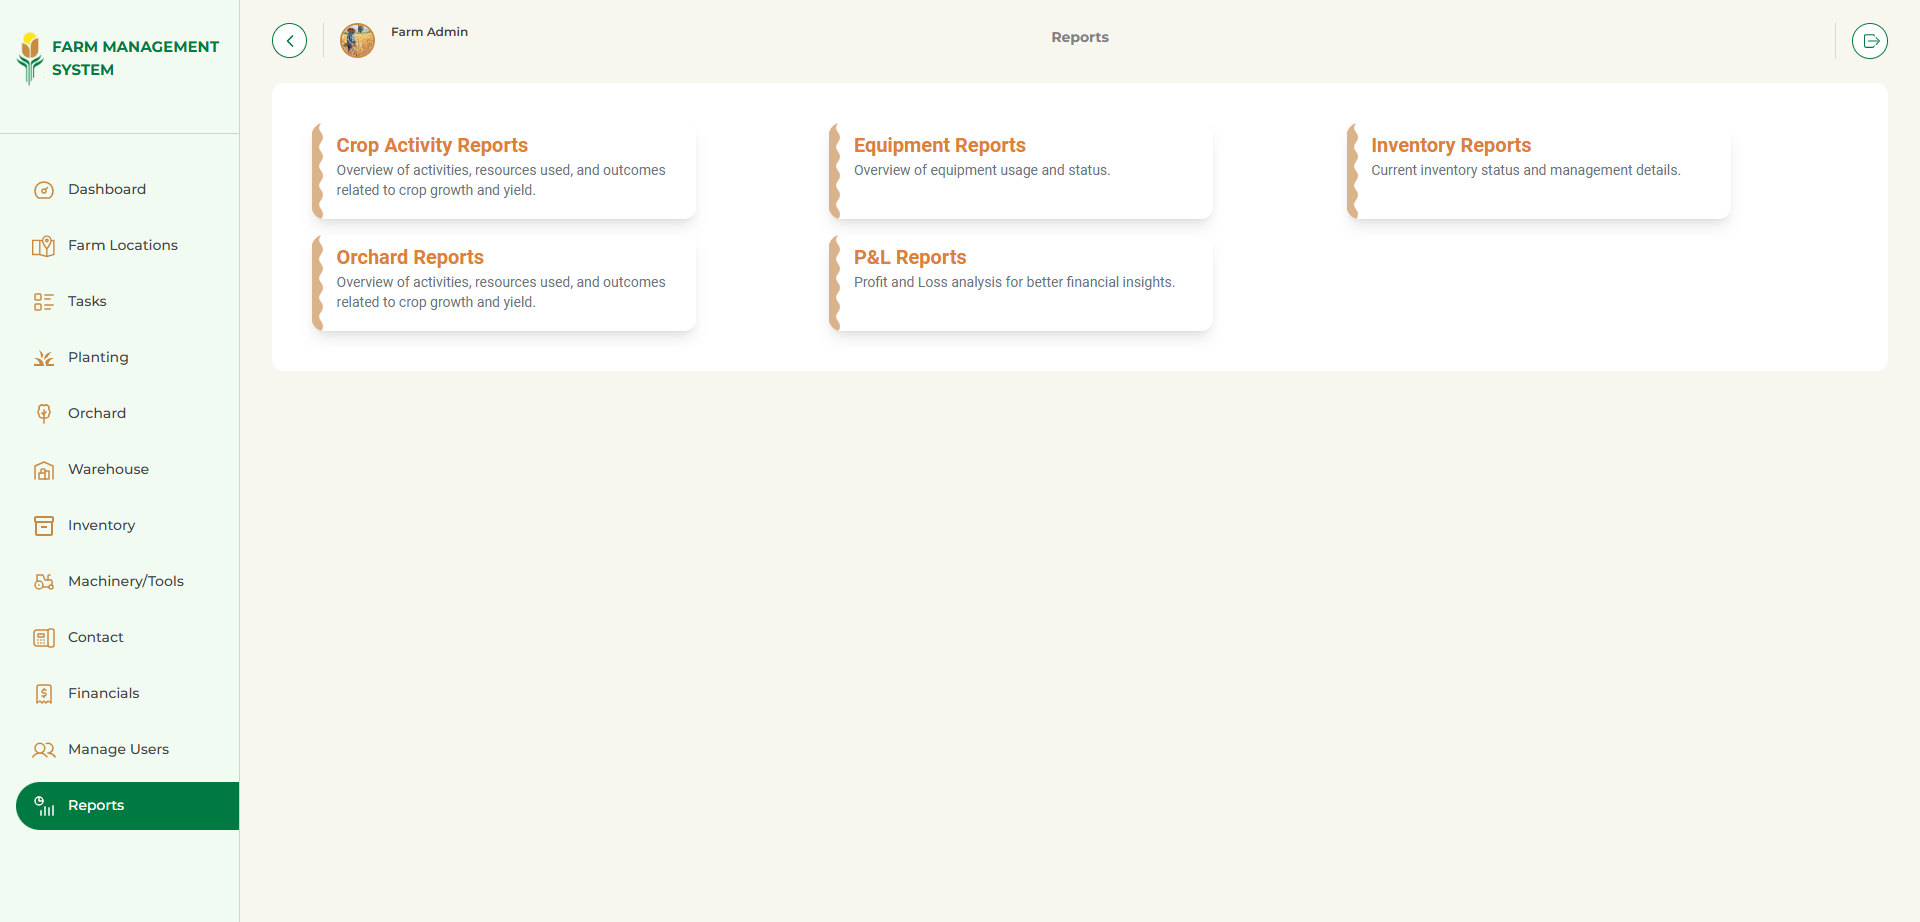 FARM MANAGEMENT
SYSTEM
Farm Admin
Reports
Dashboard
Farm Locations
Tasks
Planting
Orchard
Warehouse
Inventory
Machinery/Tools
Contact
Financials
Manage Users
Reports
Crop Activity Reports
Overview of activities, resources used, and outcomes
related to crop growth and yield.
Equipment Reports
Overview of equipment usage and status.
Inventory Reports
Current inventory status and management details.
Orchard Reports
Overview of activities, resources used, and outcomes
related to crop growth and yield.
P&L Reports
Profit and Loss analysis for better financial insights.